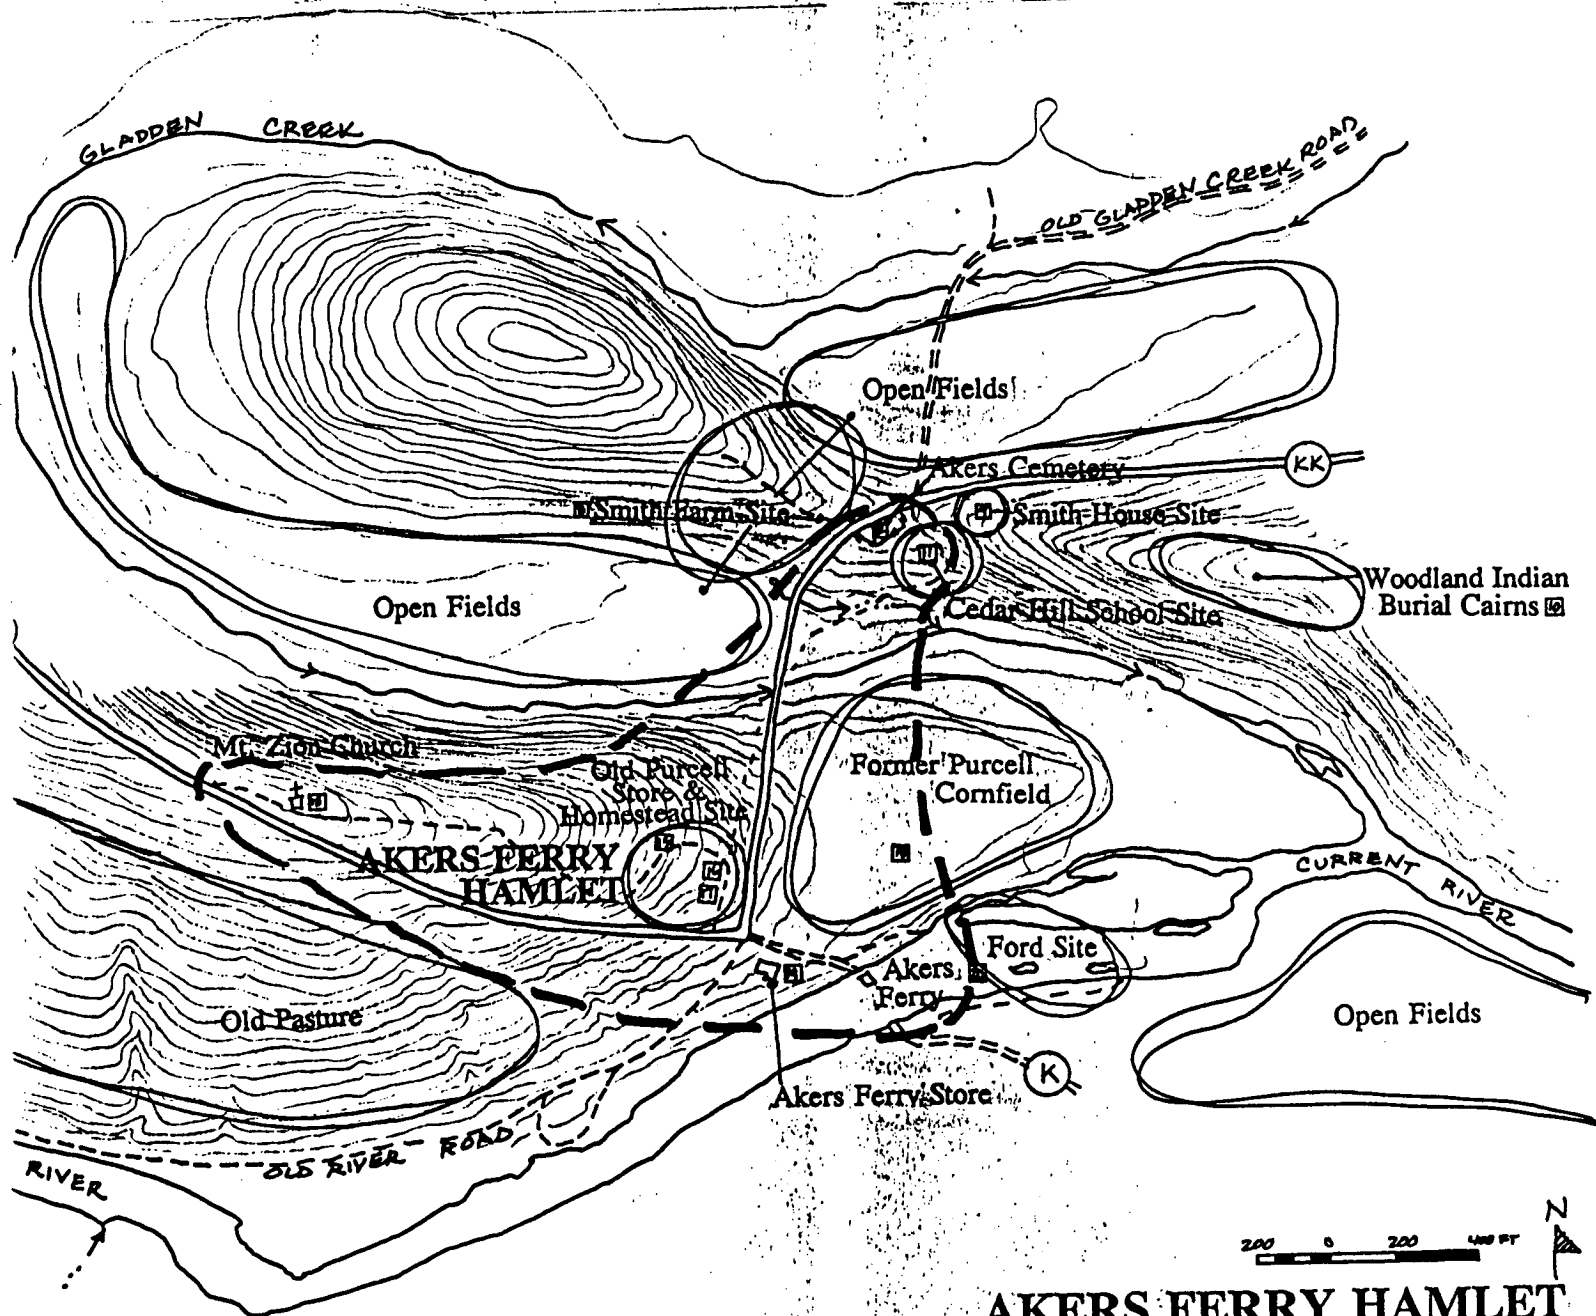 GLADDEN CREEK
OLD GLADDEN CREEK ROAD
Open Fields
Akers Cemetery
KK
Smith Farm Site
Smith House Site
Woodland Indian
Burial Cairns
Open Fields
Cedar Hill School Site
Mt. Zion Church
Old Purcell
Store &
Homestead Site
Former Purcell
Cornfield
AKERS FERRY
HAMLET
CURRENT RIVER
Ford Site
Akers
Ferry
Old Pasture
Open Fields
K
Akers Ferry Store
OLD RIVER ROAD
RIVER
N
200 0 200 400 FT
AKERS FERRY HAMLET